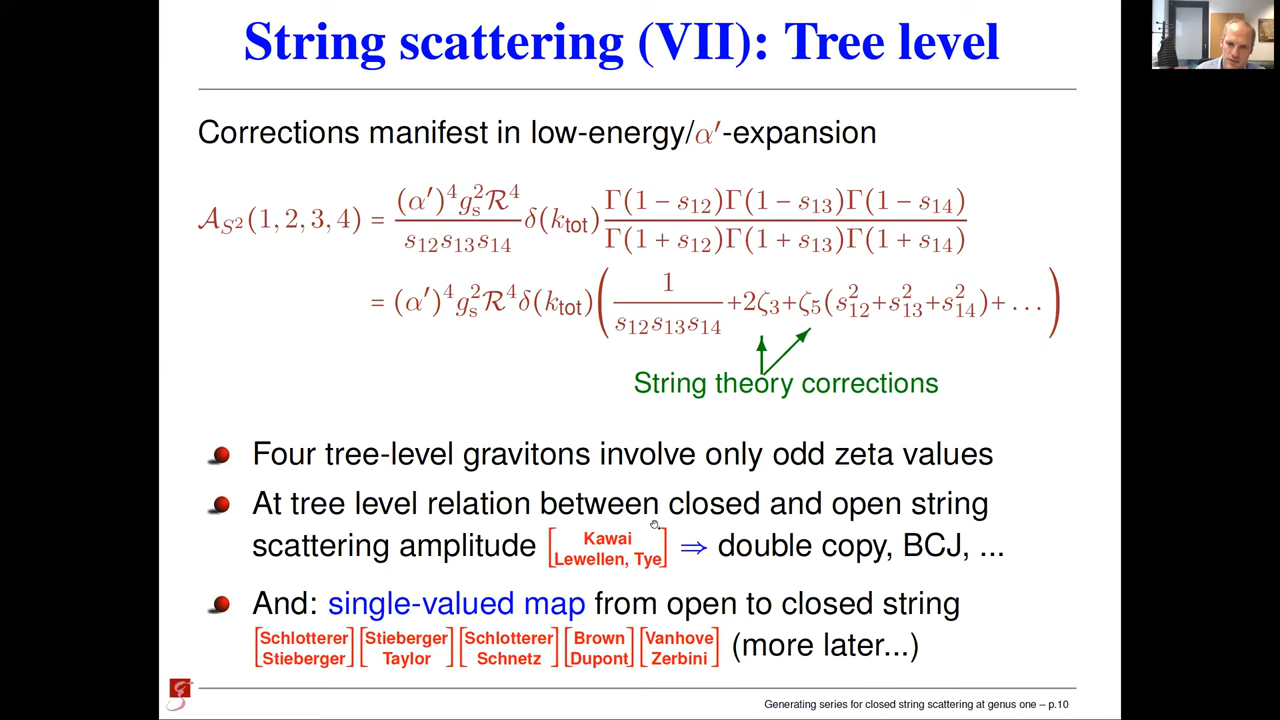 String scattering (VII): Tree level
Corrections manifest in low-energy/α′-expansion
𝒜_{S²}(1, 2, 3, 4) = \frac{(α′)⁴g_s²ℛ⁴}{s₁₂s₁₃s₁₄} δ(k_tot) \frac{Γ(1 − s₁₂)Γ(1 − s₁₃)Γ(1 − s₁₄)}{Γ(1 + s₁₂)Γ(1 + s₁₃)Γ(1 + s₁₄)}
= (α′)⁴g_s²ℛ⁴δ(k_tot)(\frac{1}{s₁₂s₁₃s₁₄} +2ζ₃+ζ₅(s₁₂²+s₁₃²+s₁₄²)+ …)
String theory corrections
Four tree-level gravitons involve only odd zeta values
At tree level relation between closed and open string
scattering amplitude [Kawai Lewellen, Tye] ⇒ double copy, BCJ, ...
And: single-valued map from open to closed string
[Schlotterer Stieberger] [Stieberger Taylor] [Schlotterer Schnetz] [Brown Dupont] [Vanhove Zerbini] (more later...)
Generating series for closed string scattering at genus one – p.10